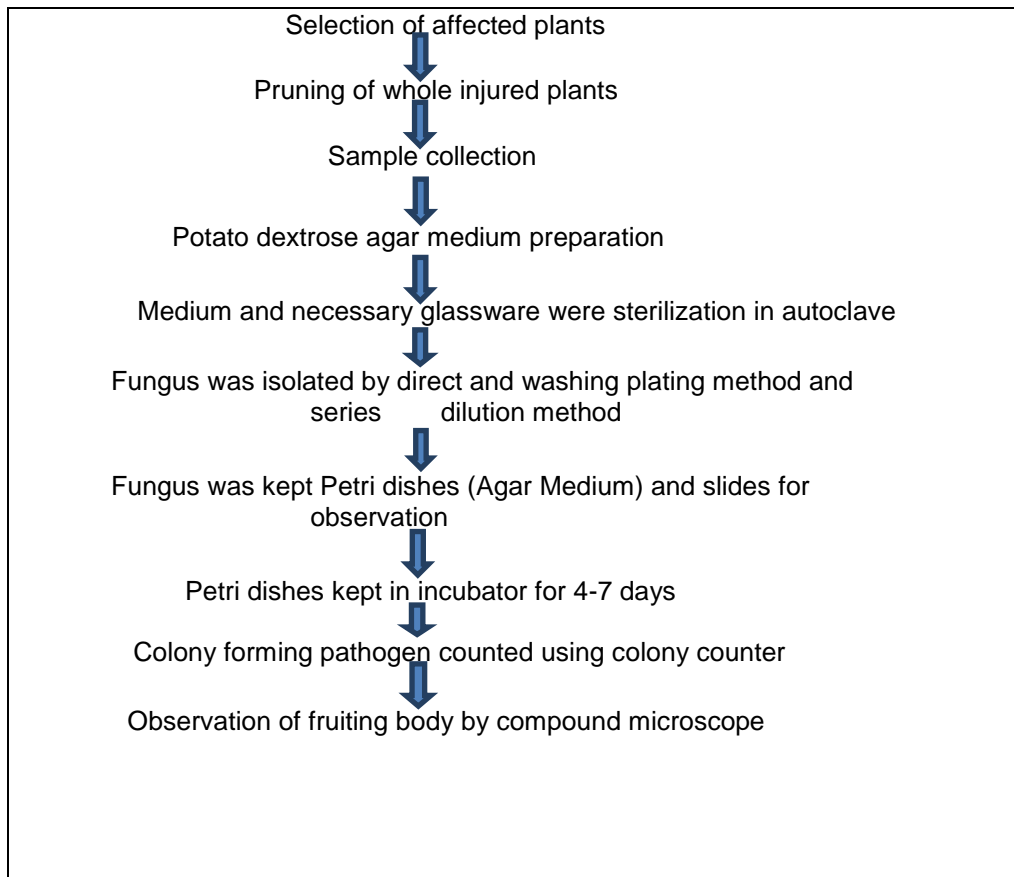 Selection of affected plants
Pruning of whole injured plants
Sample collection
Potato dextrose agar medium preparation
Medium and necessary glassware were sterilization in autoclave
Fungus was isolated by direct and washing plating method and
series dilution method
Fungus was kept Petri dishes (Agar Medium) and slides for
observation
Petri dishes kept in incubator for 4-7 days
Colony forming pathogen counted using colony counter
Observation of fruiting body by compound microscope